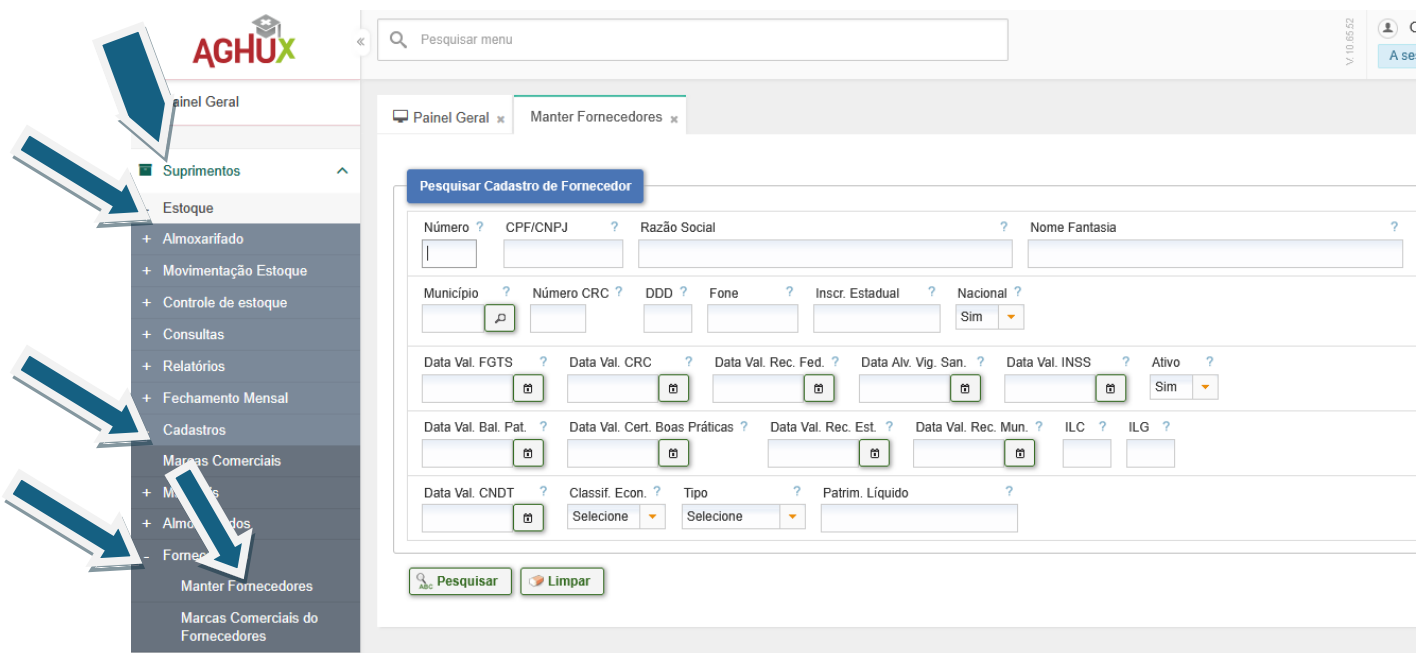 AGHUX
«
Pesquisar menu
V. 10.65.52
Painel Geral
Suprimentos
Estoque
+ Almoxarifado
+ Movimentação Estoque
+ Controle de estoque
+ Consultas
+ Relatórios
+ Fechamento Mensal
Cadastros
Marcas Comerciais
+
+
- Fornec
Manter Fornecedores
Marcas Comerciais do
Fornecedores
Painel Geral × Manter Fornecedores ×
Pesquisar Cadastro de Fornecedor
Número ? CPF/CNPJ ? Razão Social ? Nome Fantasia ?
Município ? Número CRC ? DDD ? Fone ? Inscr. Estadual ? Nacional ?
Sim
Data Val. FGTS ? Data Val. CRC ? Data Val. Rec. Fed. ? Data Alv. Vig. San. ? Data Val. INSS ? Ativo ?
Sim
Data Val. Bal. Pat. ? Data Val. Cert. Boas Práticas ? Data Val. Rec. Est. ? Data Val. Rec. Mun. ? ILC ? ILG ?
Data Val. CNDT ? Classif. Econ. ? Tipo ? Patrim. Líquido ?
Selecione Selecione
ABC Pesquisar Limpar